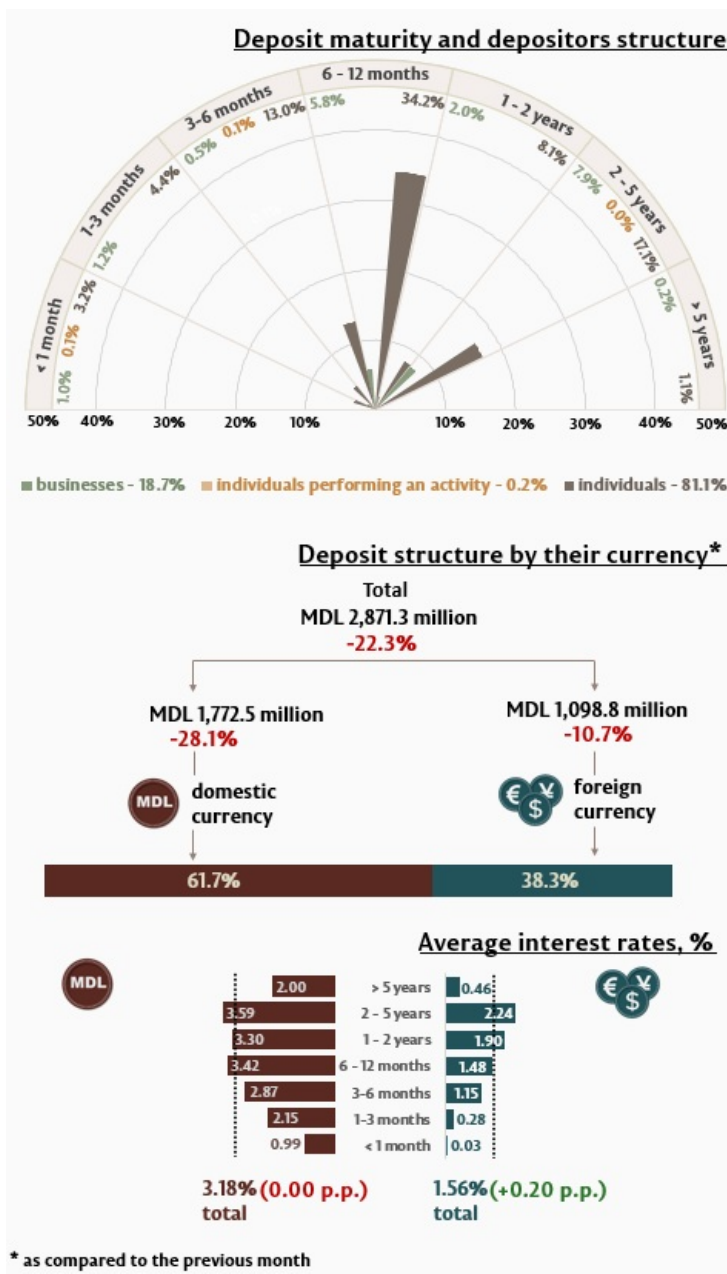 Deposit maturity and depositors structure
6 - 12 months
3-6 months
1 - 2 years
1-3 months
2 - 5 years
< 1 month
> 5 years
1.0%
0.1%
3.2%
1.2%
4.4%
0.5%
0.1%
13.0%
5.8%
34.2%
2.0%
8.1%
7.9%
0.0%
17.1%
0.2%
1.1%
50% 40% 30% 20% 10% 10% 20% 30% 40% 50%
businesses - 18.7% individuals performing an activity - 0.2% individuals - 81.1%
Deposit structure by their currency*
Total
MDL 2,871.3 million
-22.3%
MDL 1,772.5 million
-28.1%
MDL 1,098.8 million
-10.7%
MDL
domestic
currency
€ ¥ $
foreign
currency
61.7% 38.3%
Average interest rates, %
MDL
€ ¥ $
2.00 > 5 years 0.46
3.59 2 - 5 years 2.24
3.30 1 - 2 years 1.90
3.42 6 - 12 months 1.48
2.87 3-6 months 1.15
2.15 1-3 months 0.28
0.99 < 1 month 0.03
3.18% (0.00 p.p.)
total
1.56% (+0.20 p.p.)
total
* as compared to the previous month